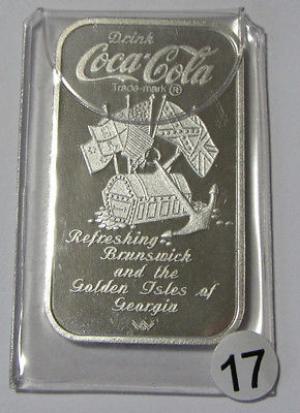 Drink
Coca-Cola
Trade-mark ®
Refreshing
Brunswick
and the
Golden Isles of
Georgia
17